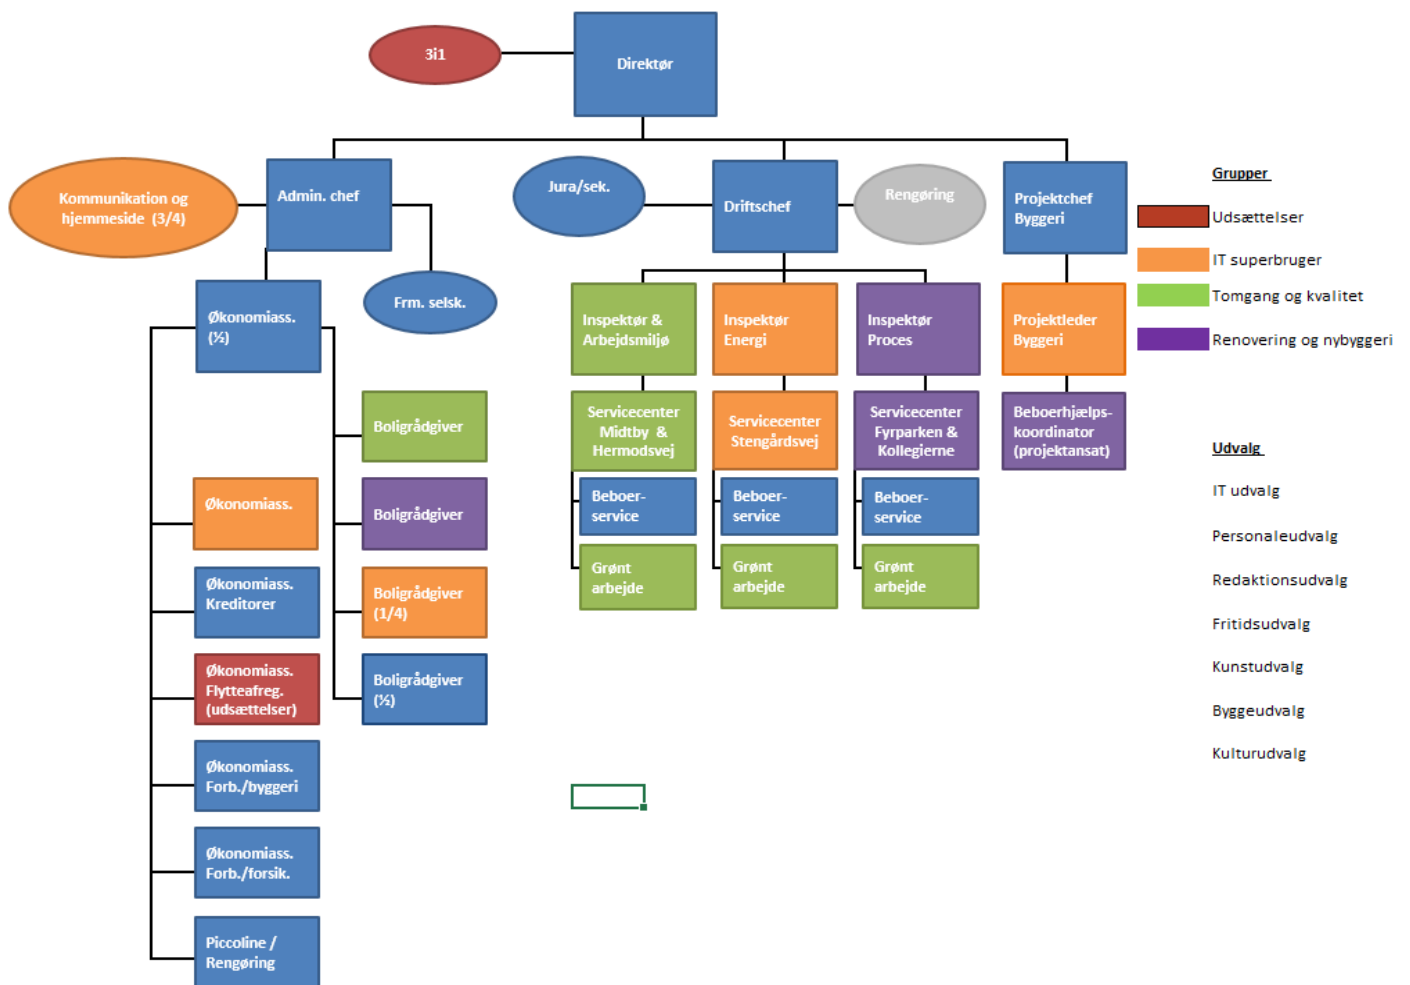 3i1
Direktør
Kommunikation og
hjemmeside (3/4)
Admin. chef
Jura/sek.
Driftschef
Rengøring
Projektchef
Byggeri
Frm. selsk.
Økonomiass.
(½)
Inspektør &
Arbejdsmiljø
Inspektør
Energi
Inspektør
Proces
Projektleder
Byggeri
Boligrådgiver
Servicecenter
Midtby &
Hermodsvej
Servicecenter
Stengårdsvej
Servicecenter
Fyrparken &
Kollegierne
Beboerhjælps-
koordinator
(projektansat)
Økonomiass.
Boligrådgiver
Beboer-
service
Beboer-
service
Beboer-
service
Økonomiass.
Kreditorer
Boligrådgiver
(1/4)
Grønt
arbejde
Grønt
arbejde
Grønt
arbejde
Økonomiass.
Flytteafreg.
(udsættelser)
Boligrådgiver
(½)
Økonomiass.
Forb./byggeri
Økonomiass.
Forb./forsik.
Piccoline /
Rengøring
Grupper
Udsættelser
IT superbruger
Tomgang og kvalitet
Renovering og nybyggeri
Udvalg
IT udvalg
Personaleudvalg
Redaktionsudvalg
Fritidsudvalg
Kunstudvalg
Byggeudvalg
Kulturudvalg